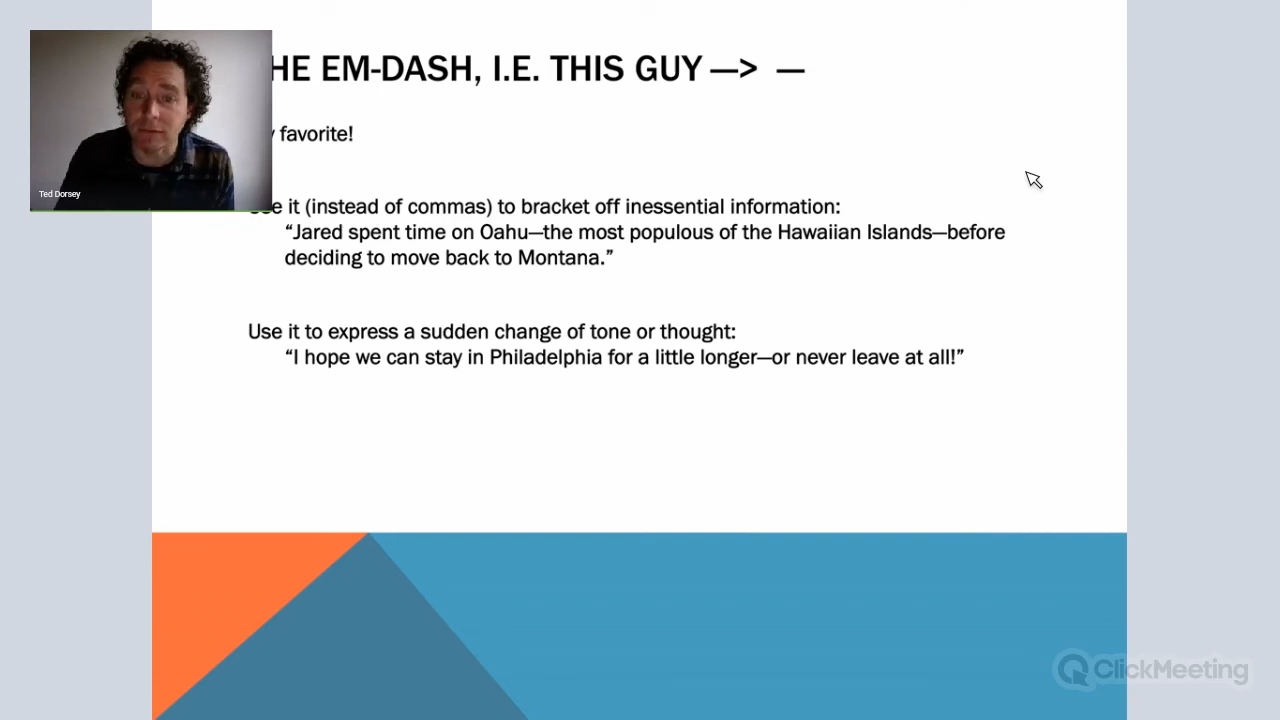 HE EM-DASH, I.E. THIS GUY —> —
favorite!
Ted Dorsey
it (instead of commas) to bracket off inessential information:
“Jared spent time on Oahu—the most populous of the Hawaiian Islands—before
deciding to move back to Montana.”
Use it to express a sudden change of tone or thought:
“I hope we can stay in Philadelphia for a little longer—or never leave at all!”
ClickMeeting